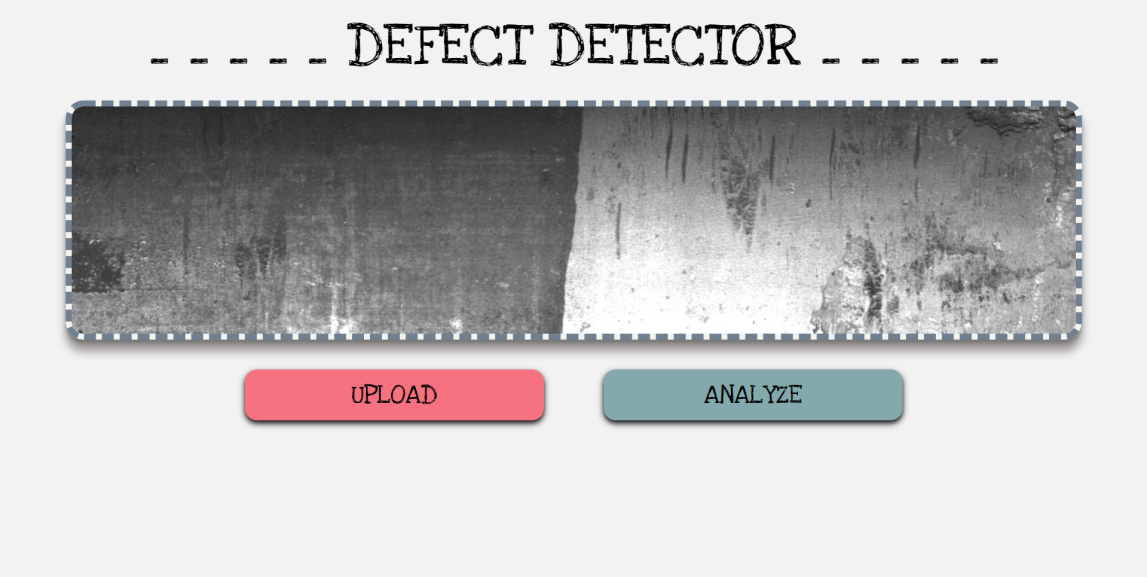 _ _ _ _ _ DEFECT DETECTOR _ _ _ _ _
UPLOAD
ANALYZE